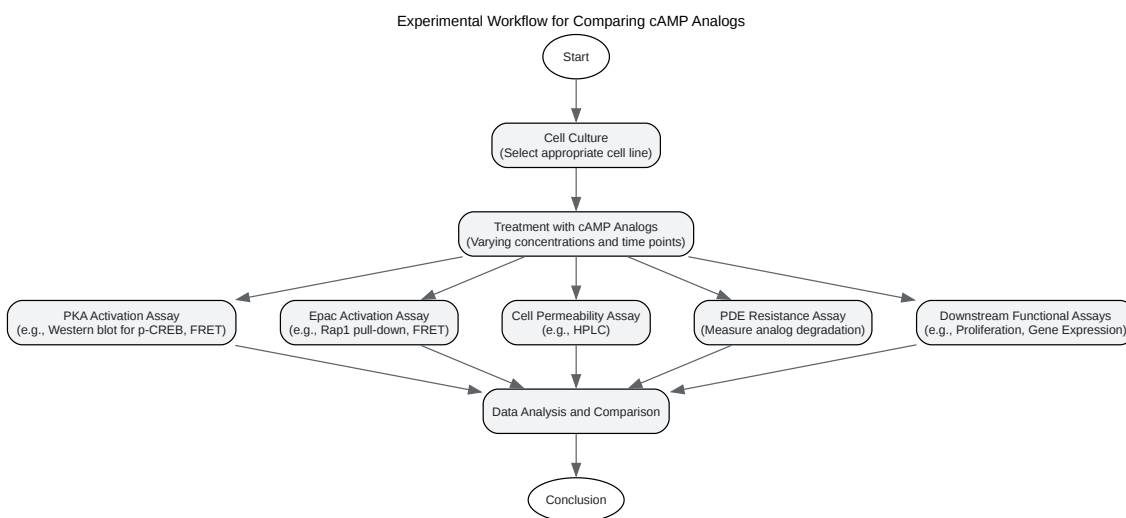 Experimental Workflow for Comparing cAMP Analogs
Start
Cell Culture
(Select appropriate cell line)
Treatment with cAMP Analogs
(Varying concentrations and time points)
PKA Activation Assay
(e.g., Western blot for p-CREB, FRET)
Epac Activation Assay
(e.g., Rap1 pull-down, FRET)
Cell Permeability Assay
(e.g., HPLC)
PDE Resistance Assay
(Measure analog degradation)
Downstream Functional Assays
(e.g., Proliferation, Gene Expression)
Data Analysis and Comparison
Conclusion